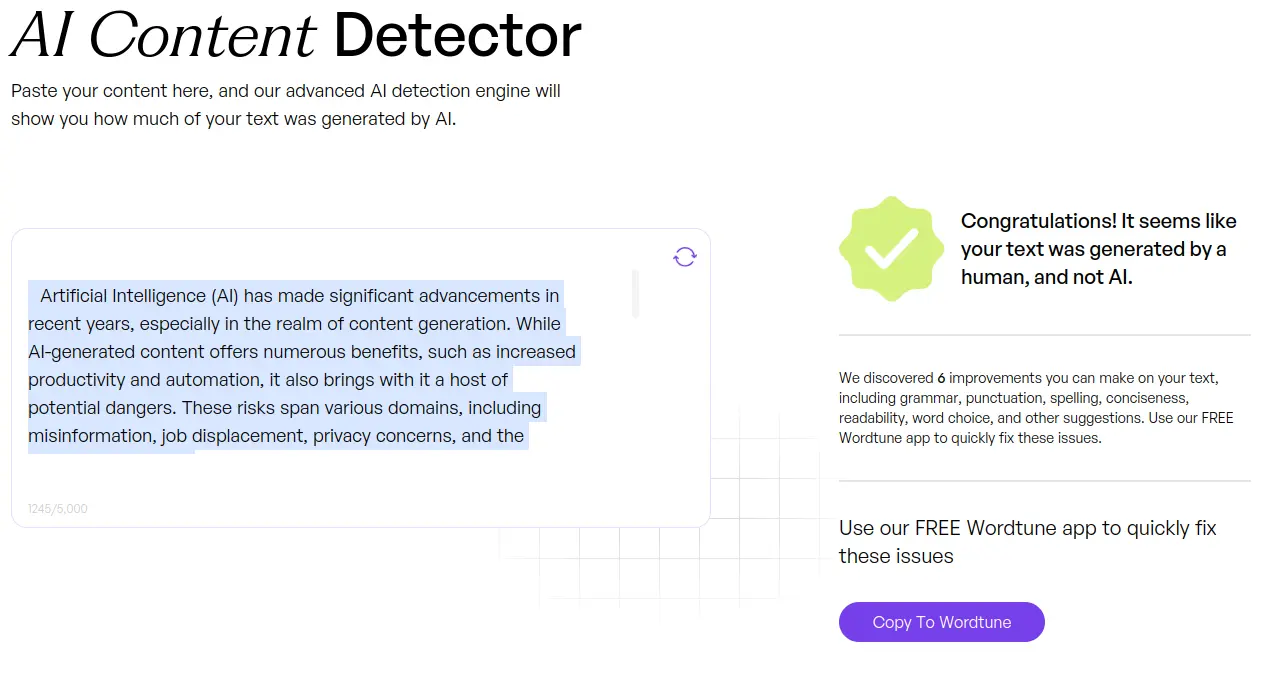 AI Content Detector
Paste your content here, and our advanced AI detection engine will
show you how much of your text was generated by AI.
Artificial Intelligence (AI) has made significant advancements in
recent years, especially in the realm of content generation. While
AI-generated content offers numerous benefits, such as increased
productivity and automation, it also brings with it a host of
potential dangers. These risks span various domains, including
misinformation, job displacement, privacy concerns, and the
1245/5,000
Congratulations! It seems like
your text was generated by a
human, and not AI.
We discovered 6 improvements you can make on your text,
including grammar, punctuation, spelling, conciseness,
readability, word choice, and other suggestions. Use our FREE
Wordtune app to quickly fix these issues.
Use our FREE Wordtune app to quickly fix
these issues
Copy To Wordtune